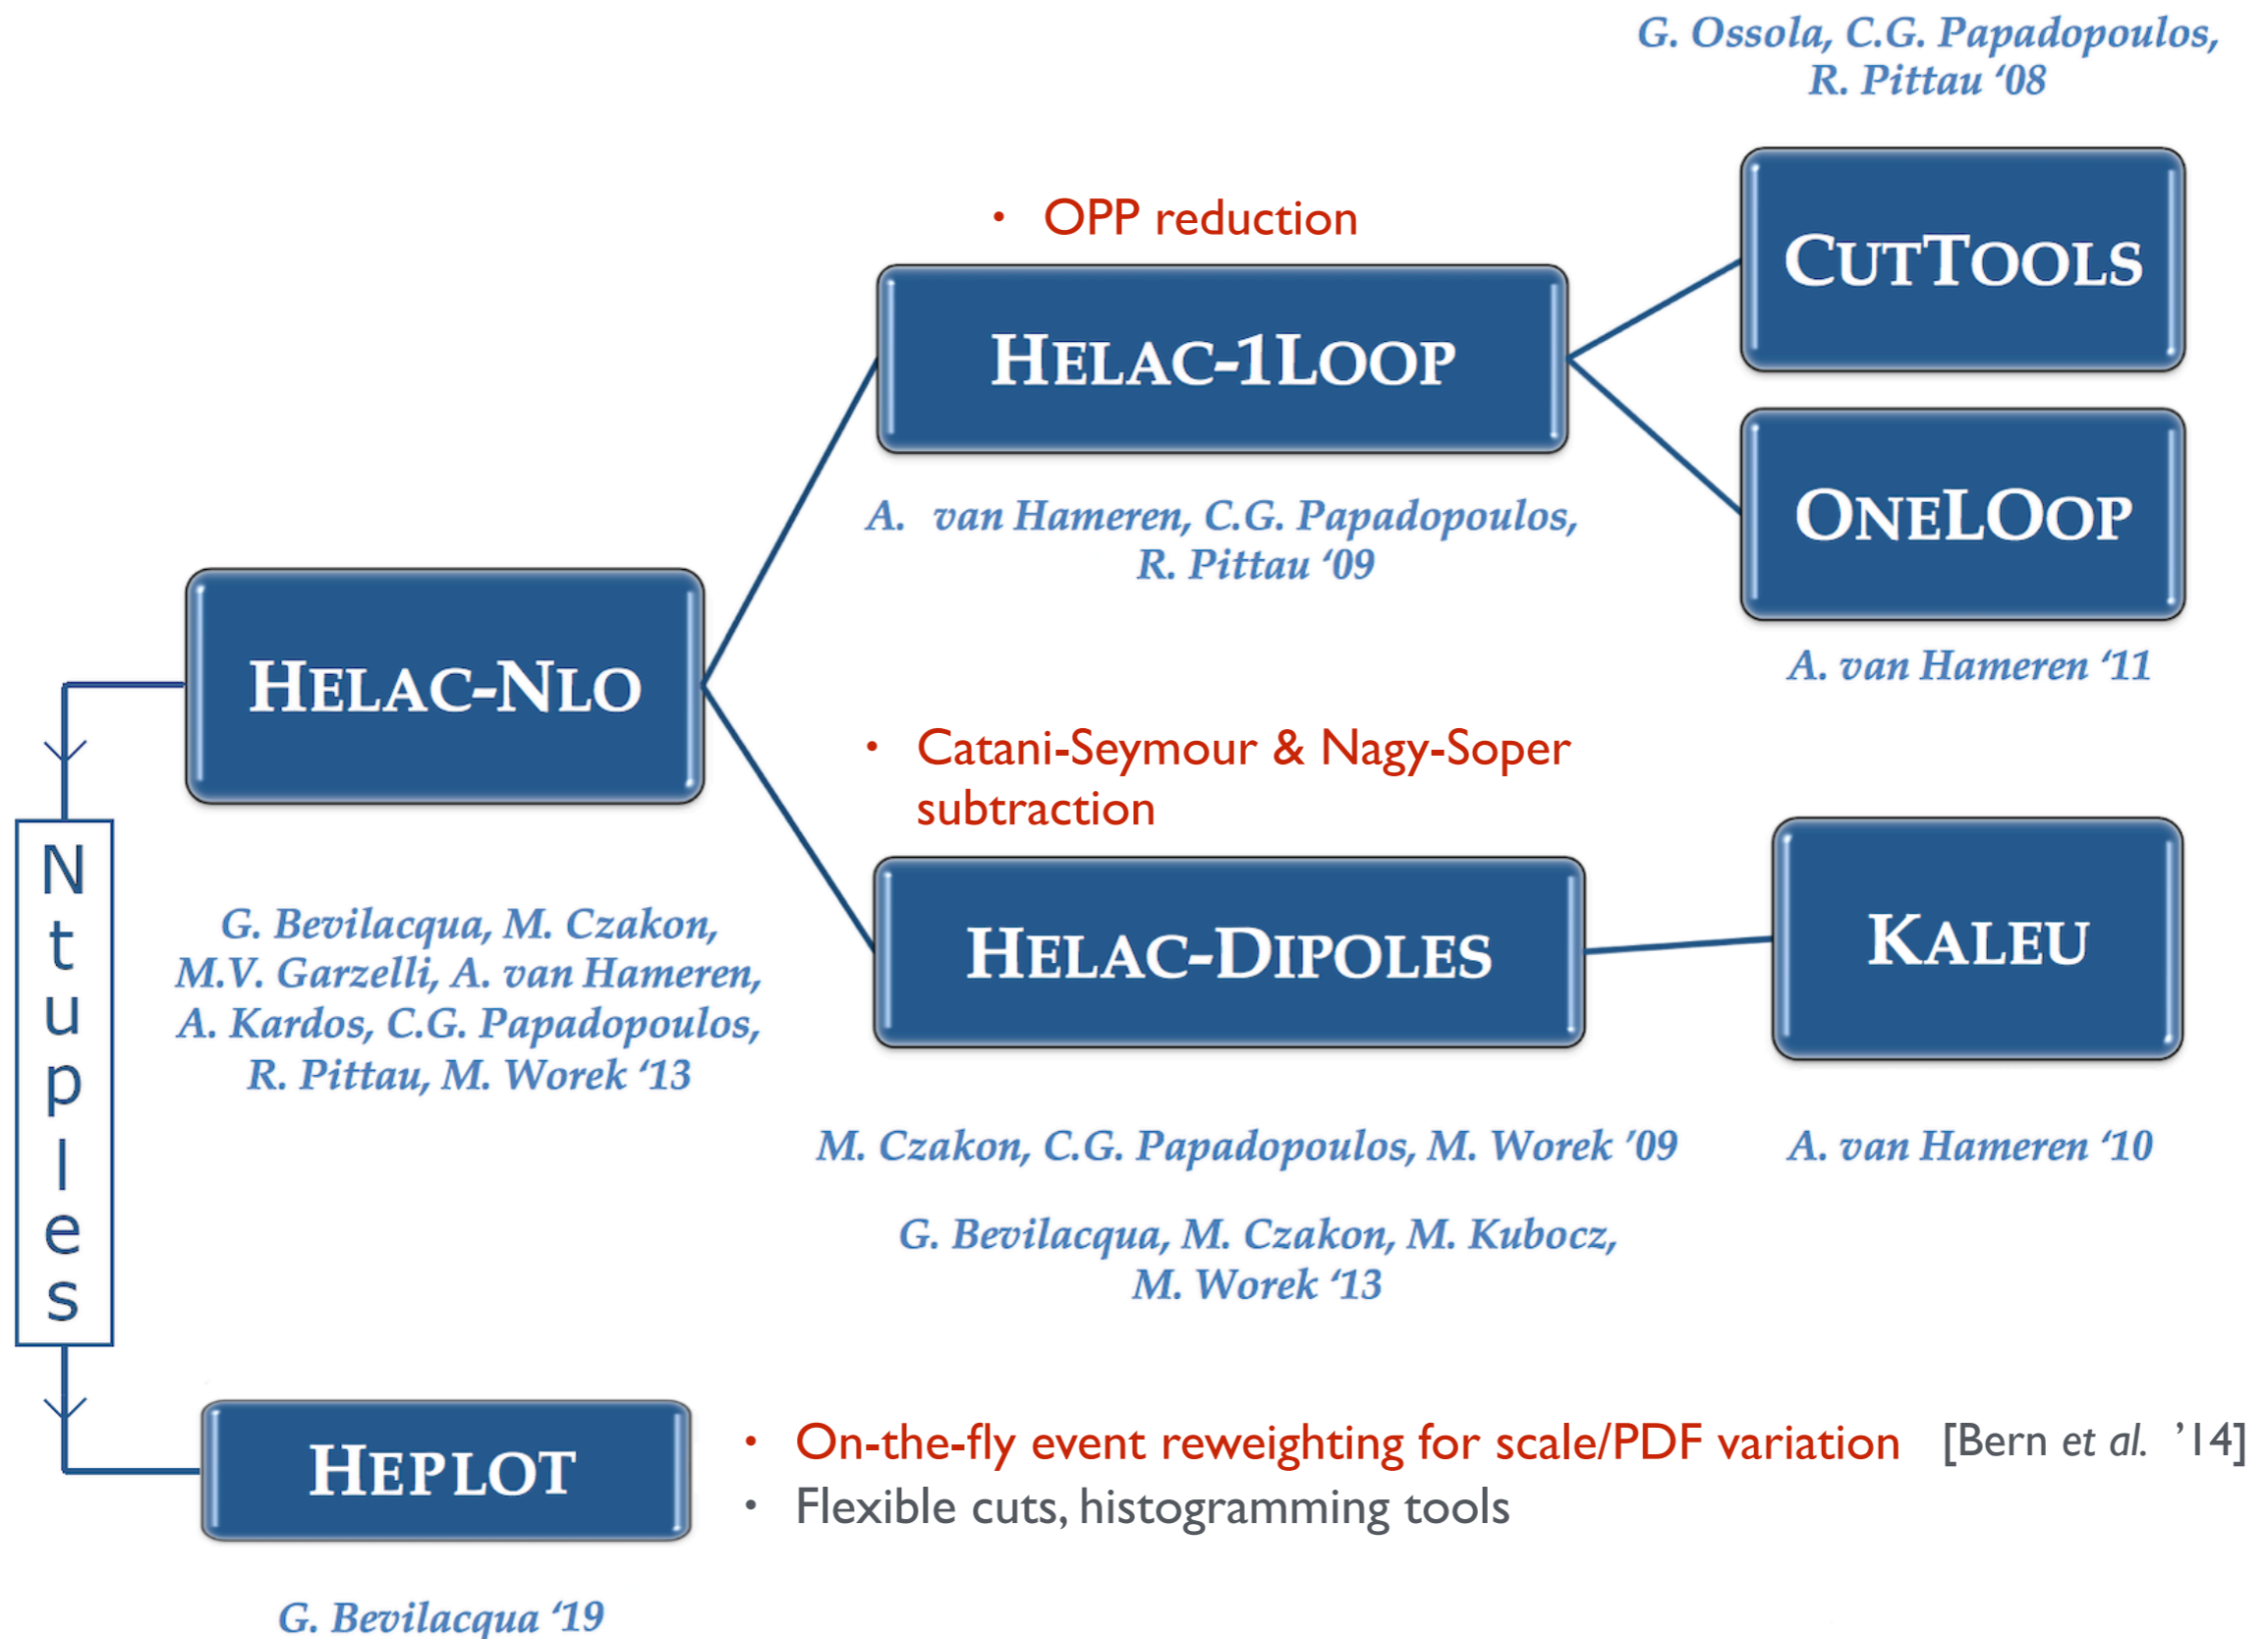 G. Ossola, C.G. Papadopoulos,
R. Pittau ‘08
CUTTOOLS
• OPP reduction
HELAC-1LOOP
A. van Hameren, C.G. Papadopoulos,
R. Pittau ‘09
ONELOOP
A. van Hameren ‘11
HELAC-NLO
G. Bevilacqua, M. Czakon,
M.V. Garzelli, A. van Hameren,
A. Kardos, C.G. Papadopoulos,
R. Pittau, M. Worek ‘13
• Catani-Seymour & Nagy-Soper
subtraction
HELAC-DIPOLES
M. Czakon, C.G. Papadopoulos, M. Worek ’09
G. Bevilacqua, M. Czakon, M. Kubocz,
M. Worek ‘13
KALEU
A. van Hameren ‘10
Ntuples
HEPLOT
G. Bevilacqua ‘19
• On-the-fly event reweighting for scale/PDF variation [Bern et al. ’14]
• Flexible cuts, histogramming tools